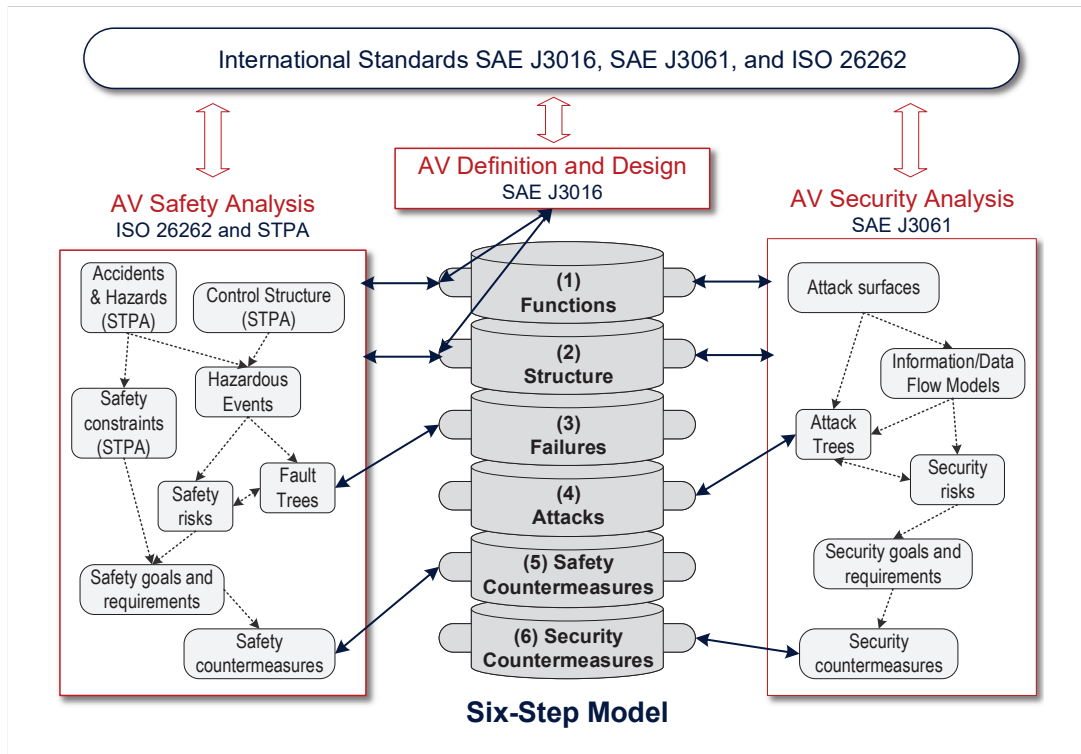 International Standards SAE J3016, SAE J3061, and ISO 26262
AV Definition and Design
SAE J3016
AV Safety Analysis
ISO 26262 and STPA
AV Security Analysis
SAE J3061
Accidents
& Hazards
(STPA)
Control Structure
(STPA)
Hazardous
Events
Safety
constraints
(STPA)
Fault
Trees
Safety
risks
Safety goals and
requirements
Safety
countermeasures
(1)
Functions
(2)
Structure
(3)
Failures
(4)
Attacks
(5) Safety
Countermeasures
(6) Security
Countermeasures
Six-Step Model
Attack surfaces
Information/Data
Flow Models
Attack
Trees
Security
risks
Security goals and
requirements
Security
countermeasures